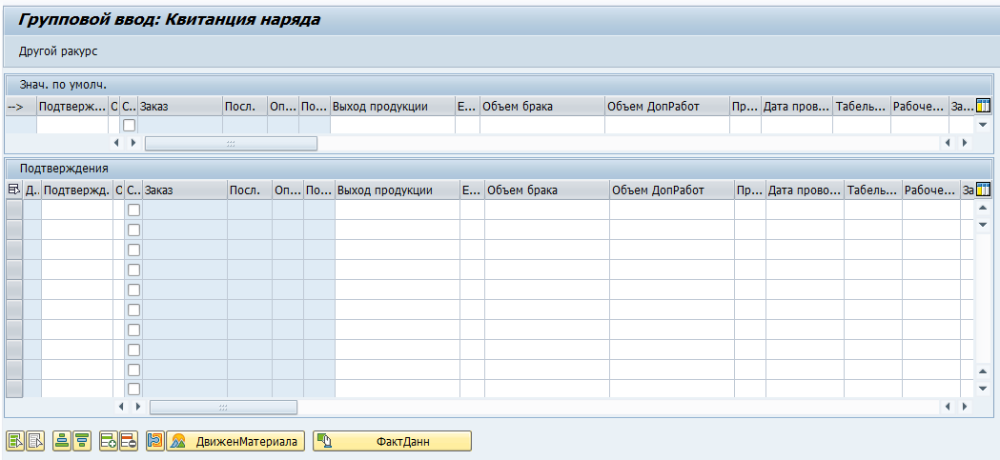 Групповой ввод: Квитанция наряда
Другой ракурс
Знач. по умолч.
--> Подтверж... О С.. Заказ Посл. Оп... По... Выход продукции Е... Объем брака Объем ДопРабот Пр... Дата пров... Табель... Рабоче... За...
Подтверждения
Д.. Подтвержд. О С.. Заказ Посл. Оп... По... Выход продукции Е... Объем брака Объем ДопРабот Пр... Дата прово... Табель... Рабоче... За
ДвиженМатериала ФактДанн